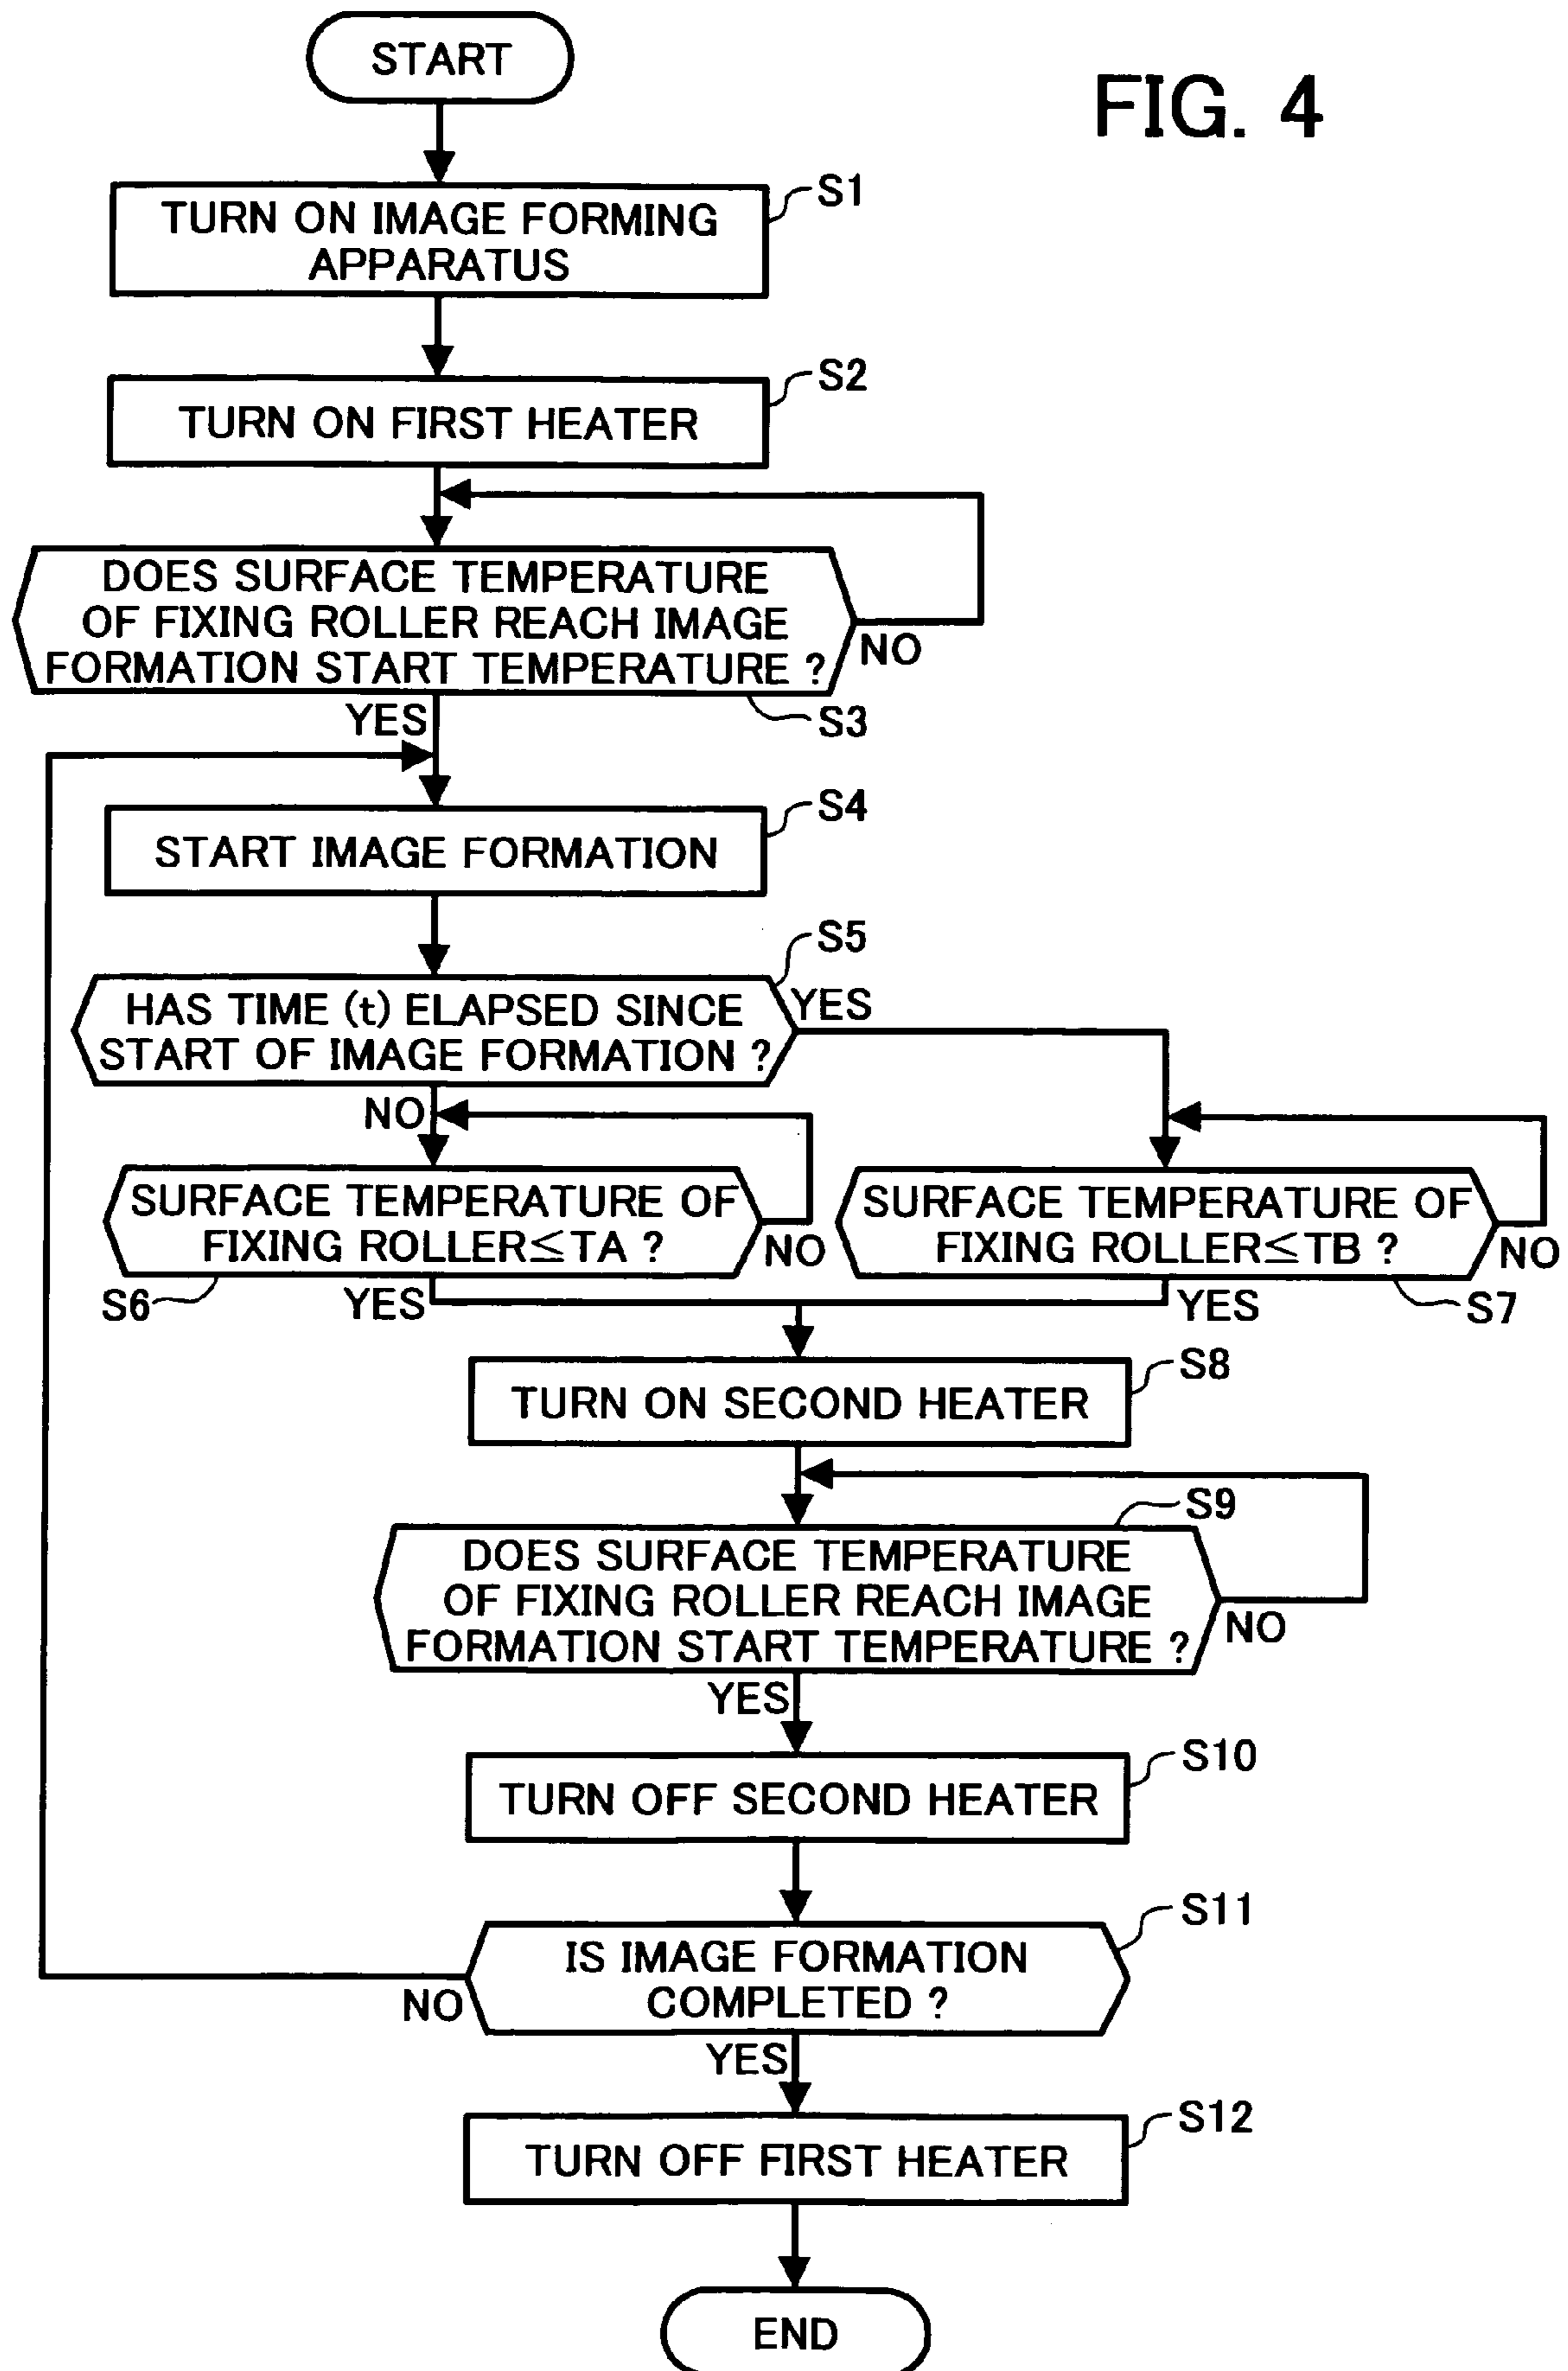 START
FIG. 4
S1
TURN ON IMAGE FORMING
APPARATUS
S2
TURN ON FIRST HEATER
DOES SURFACE TEMPERATURE
OF FIXING ROLLER REACH IMAGE
FORMATION START TEMPERATURE ?
NO
YES
S3
S4
START IMAGE FORMATION
S5
HAS TIME (t) ELAPSED SINCE
START OF IMAGE FORMATION ?
YES
NO
SURFACE TEMPERATURE OF
FIXING ROLLER≦TA ?
NO
S6
YES
SURFACE TEMPERATURE OF
FIXING ROLLER≦TB ?
NO
YES
S7
S8
TURN ON SECOND HEATER
S9
DOES SURFACE TEMPERATURE
OF FIXING ROLLER REACH IMAGE
FORMATION START TEMPERATURE ?
NO
YES
S10
TURN OFF SECOND HEATER
S11
IS IMAGE FORMATION
COMPLETED ?
NO
YES
S12
TURN OFF FIRST HEATER
END